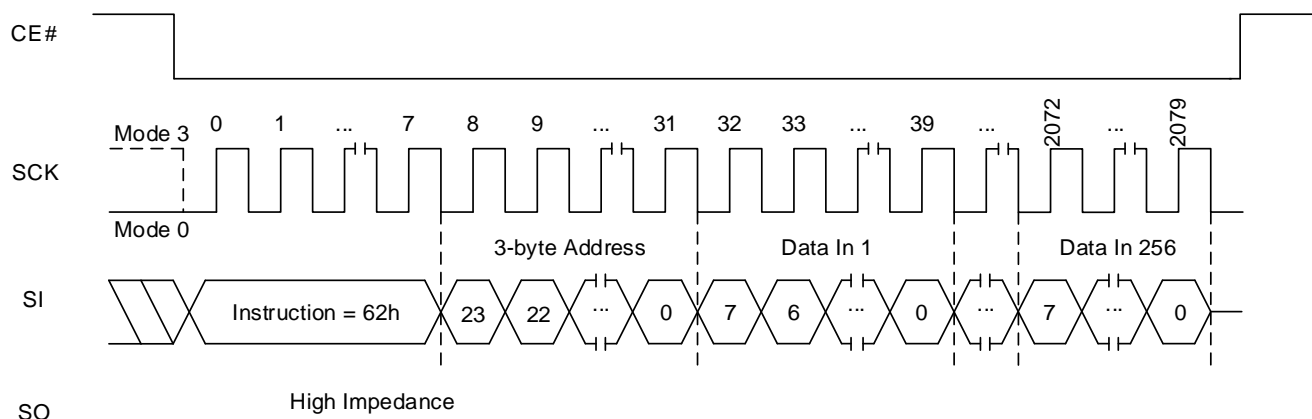 CE#
Mode 3
0 1 ... 7 8 9 ... 31 32 33 ... 39 ... 2072 ... 2079
SCK
Mode 0
3-byte Address Data In 1 Data In 256
SI
Instruction = 62h 23 22 ... 0 7 6 ... 0 ... 7 ... 0
High Impedance
SO